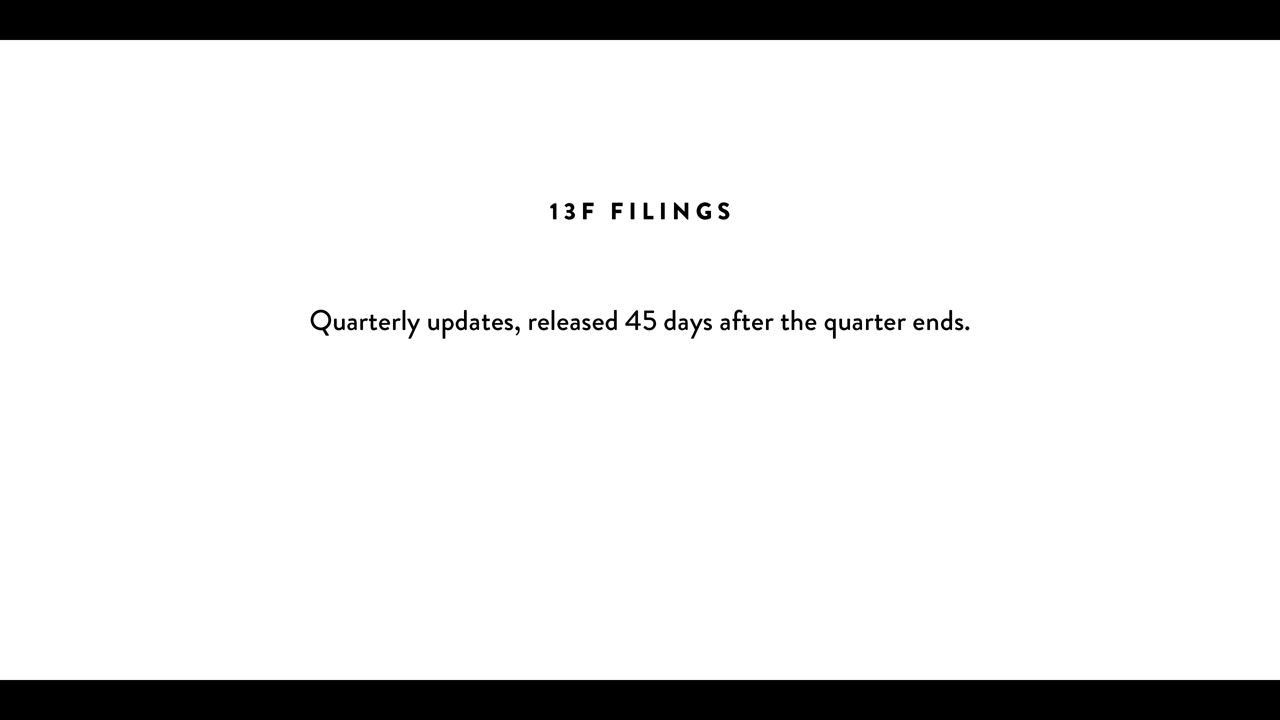 13F FILINGS
Quarterly updates, released 45 days after the quarter ends.